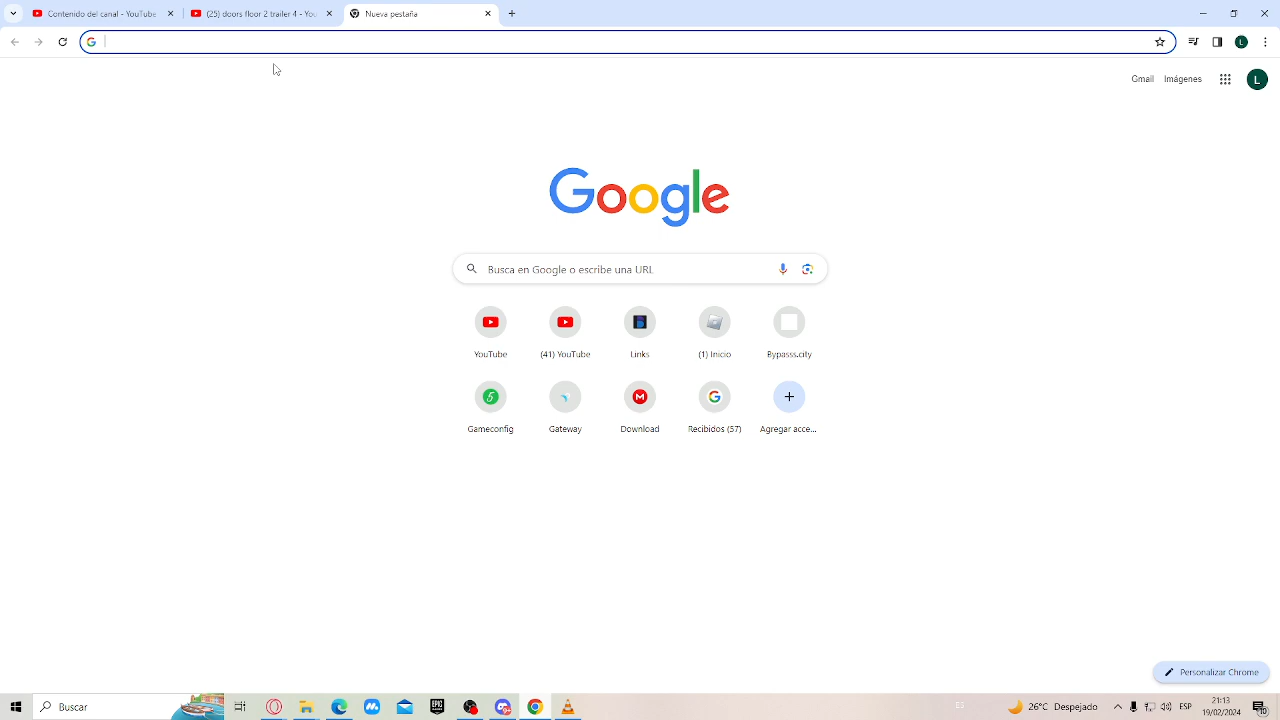 Contenido del canal - YouTube
(25) doors floor 2 trailer 4 - You
Nueva pestaña
L
Gmail
Imágenes
L
Google
Busca en Google o escribe una URL
YouTube
(41) YouTube
Links
(1) Inicio
Bypasss.city
Gameconfig
Gateway
Download
Recibidos (57)
Agregar acce...
Personalizar Chrome
Buscar
EPIC
26°C Despejado
ESP
21:13
19/02/2024